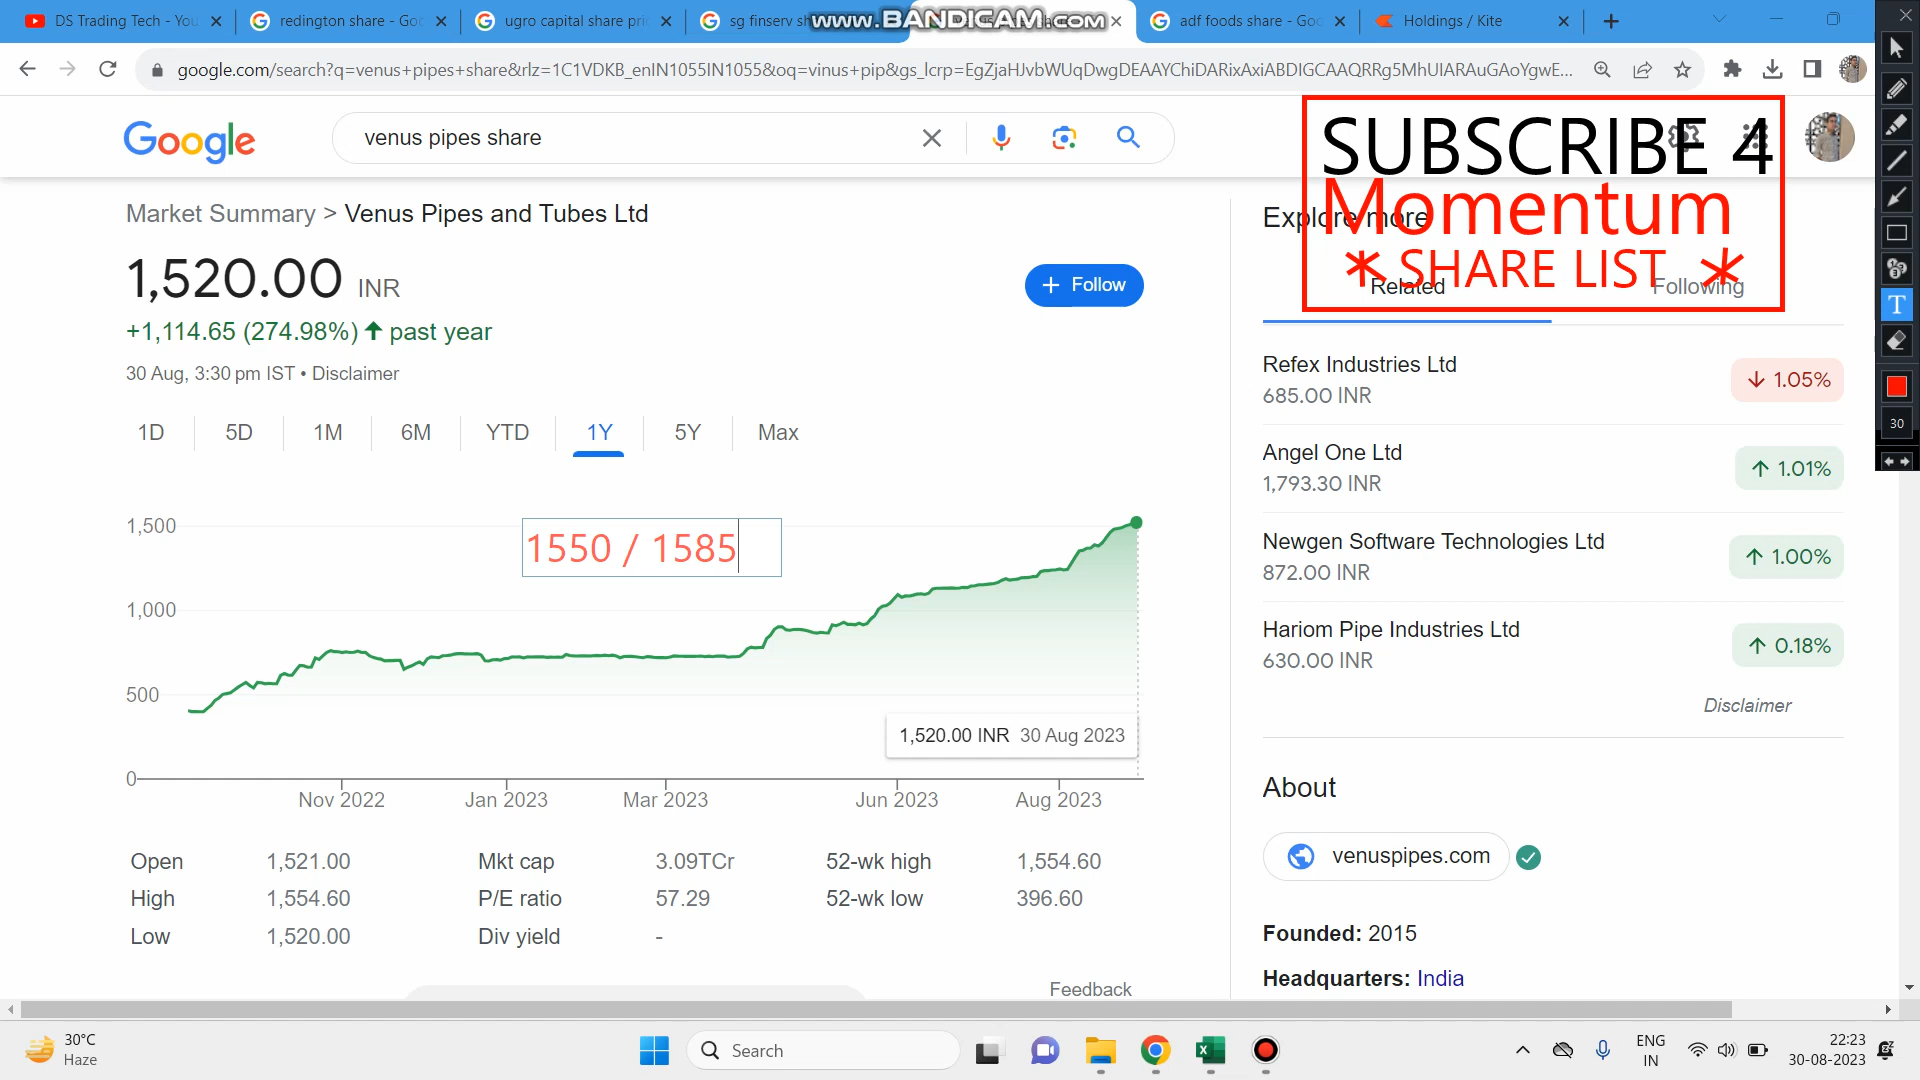 DS Trading Tech - You
redington share - Goo
ugro capital share pric
sg finserv sh
adf foods share - Goo
Holdings / Kite
www.BANDICAM.com
google.com/search?q=venus+pipes+share&rlz=1C1VDKB_enIN1055IN1055&oq=vinus+pip&gs_lcrp=EgZjaHJvbWUqDwgDEAAYChiDARixAxiABDIGCAAQRRg5MhUIARAuGAoYgwE...
Google
venus pipes share
SUBSCRIBE 4
Momentum
* SHARE LIST *
Market Summary > Venus Pipes and Tubes Ltd
1,520.00 INR
+ Follow
+1,114.65 (274.98%) ↑ past year
30 Aug, 3:30 pm IST • Disclaimer
1D 5D 1M 6M YTD 1Y 5Y Max
1550 / 1585
1,500
1,000
500
0
1,520.00 INR 30 Aug 2023
Nov 2022 Jan 2023 Mar 2023 Jun 2023 Aug 2023
Open 1,521.00 Mkt cap 3.09TCr 52-wk high 1,554.60
High 1,554.60 P/E ratio 57.29 52-wk low 396.60
Low 1,520.00 Div yield -
Feedback
Explore more
Related Following
Refex Industries Ltd
685.00 INR
↓ 1.05%
Angel One Ltd
1,793.30 INR
↑ 1.01%
Newgen Software Technologies Ltd
872.00 INR
↑ 1.00%
Hariom Pipe Industries Ltd
630.00 INR
↑ 0.18%
Disclaimer
About
venuspipes.com
Founded: 2015
Headquarters: India
T
30
30°C
Haze
Search
ENG
IN
22:23
30-08-2023